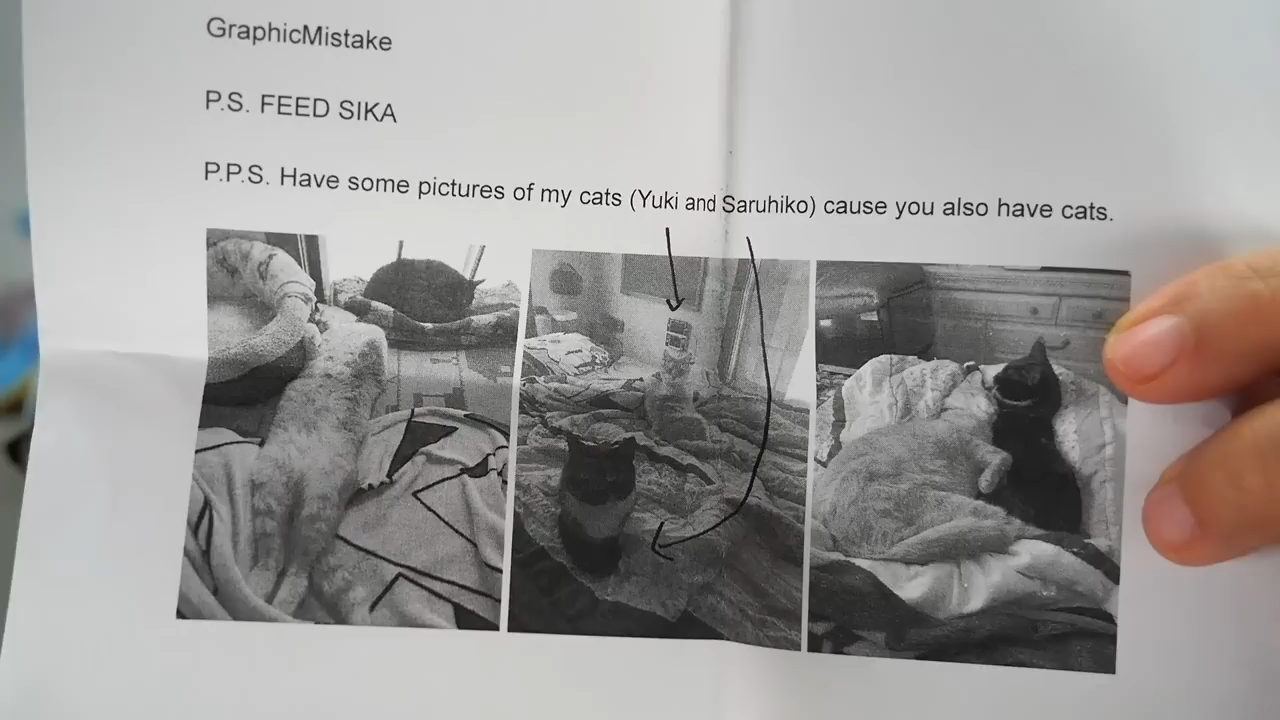 GraphicMistake
P.S. FEED SIKA
P.P.S. Have some pictures of my cats (Yuki and Saruhiko) cause you also have cats.